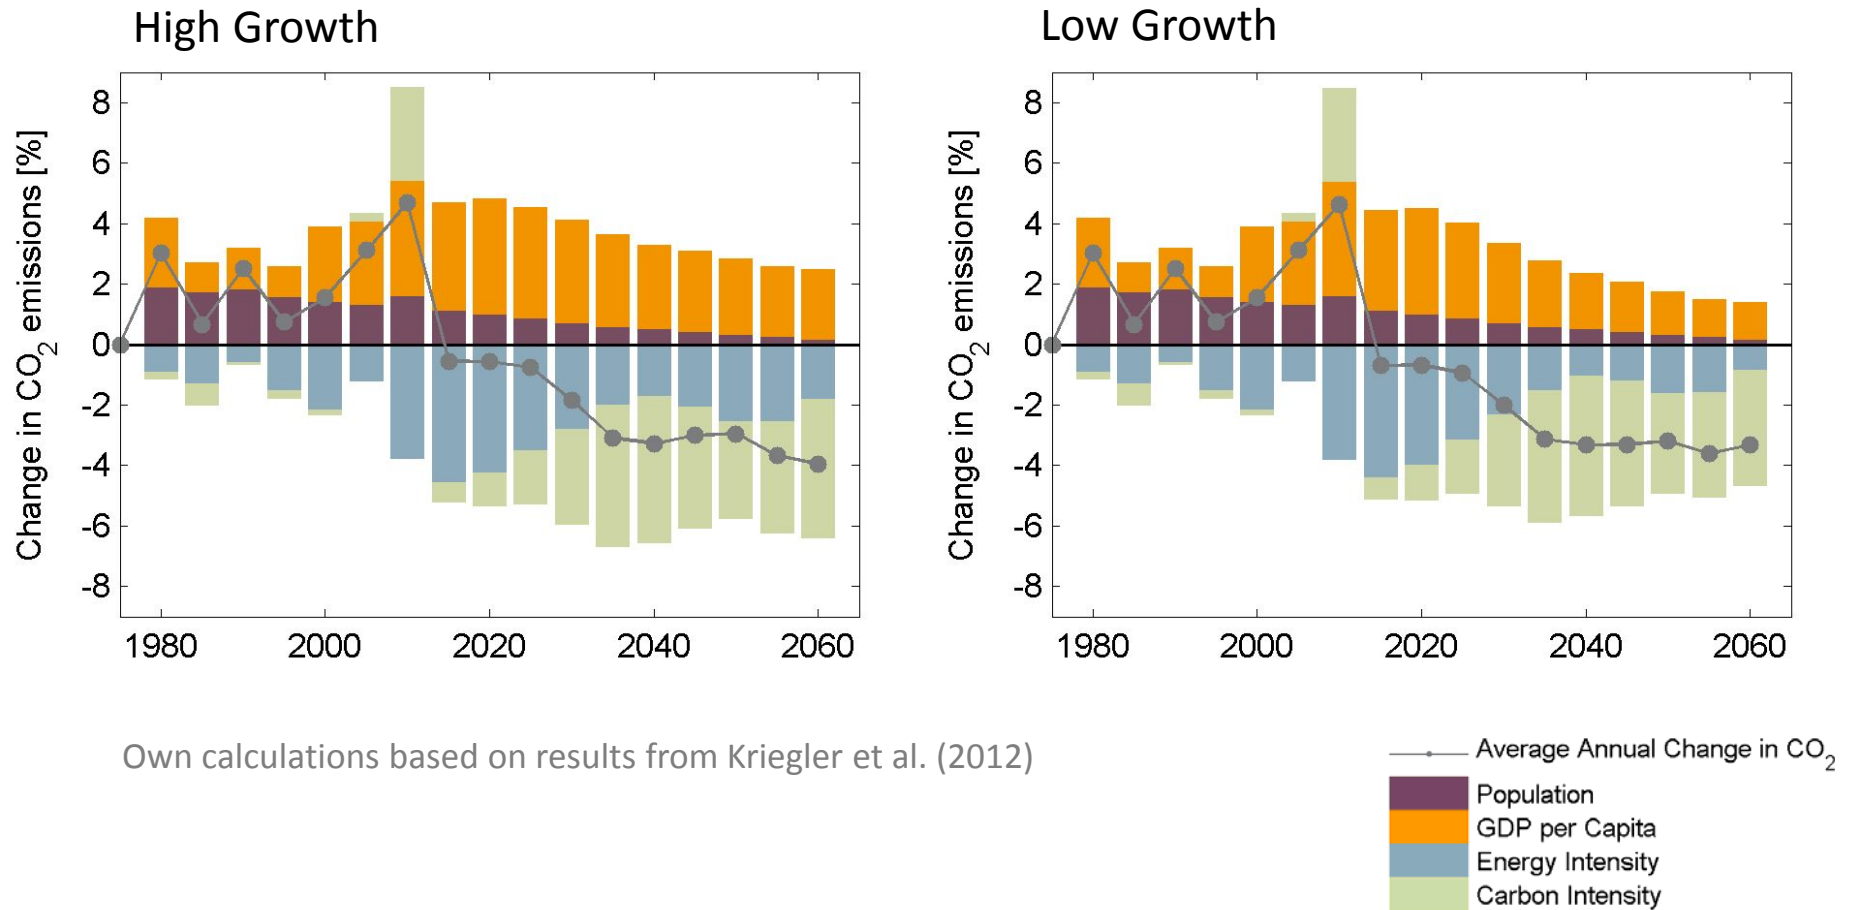 High Growth
Low Growth
Change in CO2 emissions [%]
8
6
4
2
0
-2
-4
-6
-8
1980 2000 2020 2040 2060
Change in CO2 emissions [%]
8
6
4
2
0
-2
-4
-6
-8
1980 2000 2020 2040 2060
Own calculations based on results from Kriegler et al. (2012)
Average Annual Change in CO2
Population
GDP per Capita
Energy Intensity
Carbon Intensity